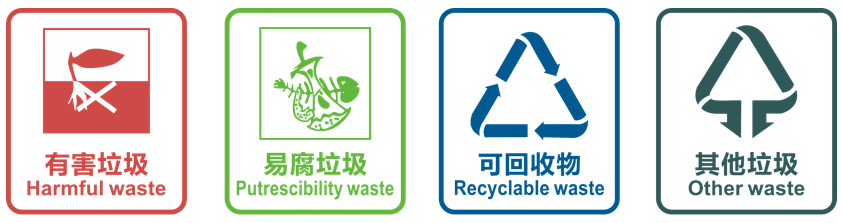 有害垃圾
Harmful waste
易腐垃圾
Putrescibility waste
可回收物
Recyclable waste
其他垃圾
Other waste